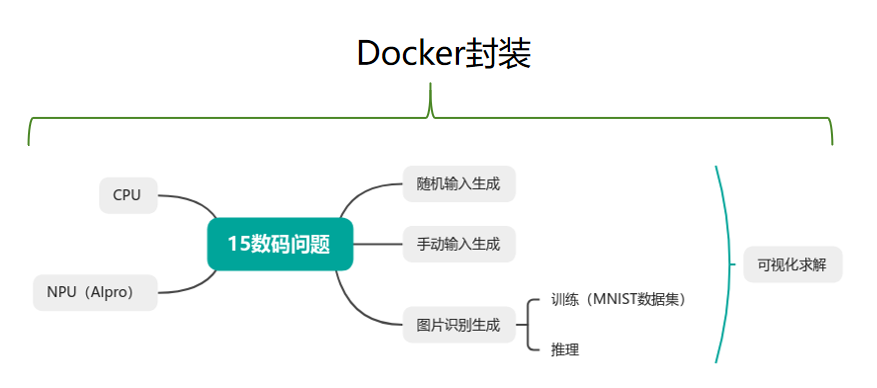 Docker封装
CPU
NPU（AIpro）
15数码问题
随机输入生成
手动输入生成
图片识别生成
训练（MNIST数据集）
推理
可视化求解